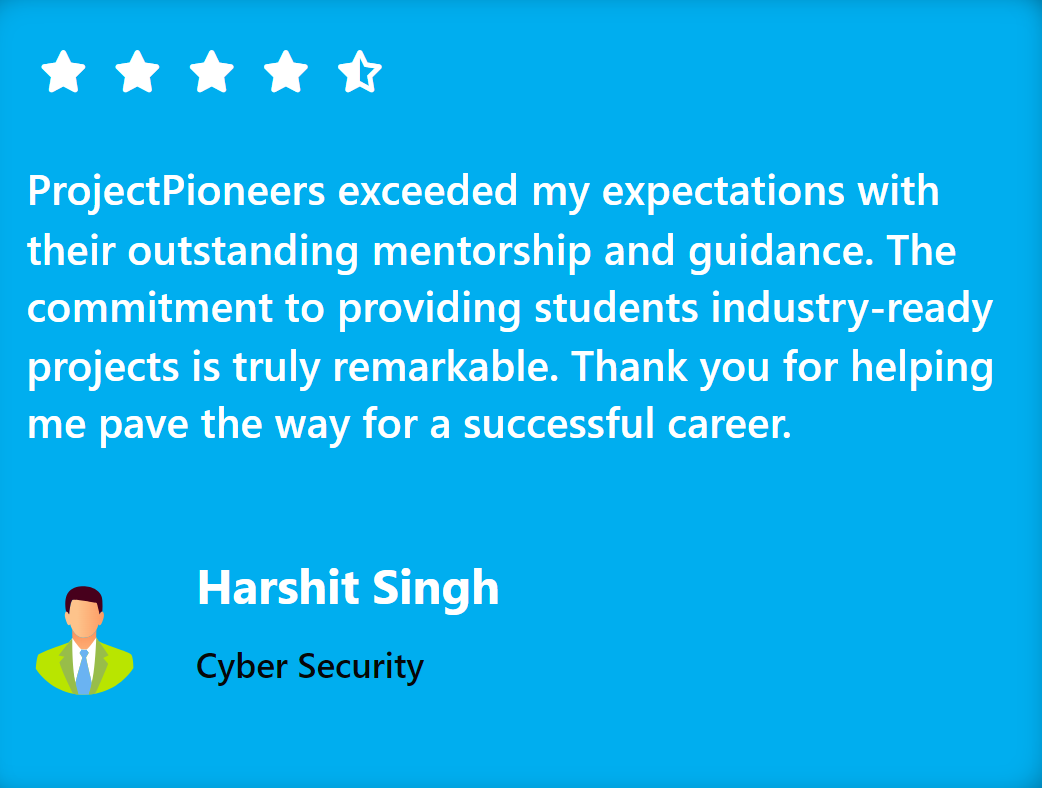 ProjectPioneers exceeded my expectations with
their outstanding mentorship and guidance. The
commitment to providing students industry-ready
projects is truly remarkable. Thank you for helping
me pave the way for a successful career.
Harshit Singh
Cyber Security